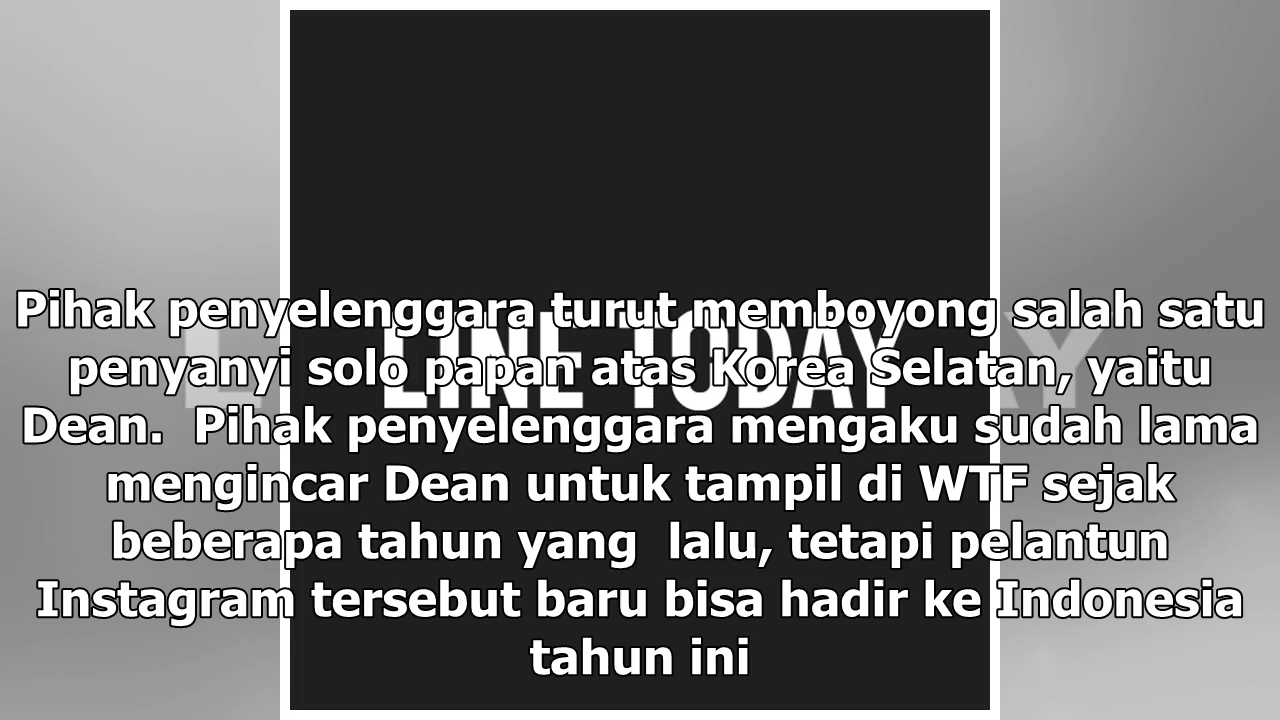 Pihak penyelenggara turut memboyong salah satu
penyanyi solo papan atas Korea Selatan, yaitu
LINE TODAY
Dean.  Pihak penyelenggara mengaku sudah lama
mengincar Dean untuk tampil di WTF sejak
beberapa tahun yang  lalu, tetapi pelantun
Instagram tersebut baru bisa hadir ke Indonesia
tahun ini